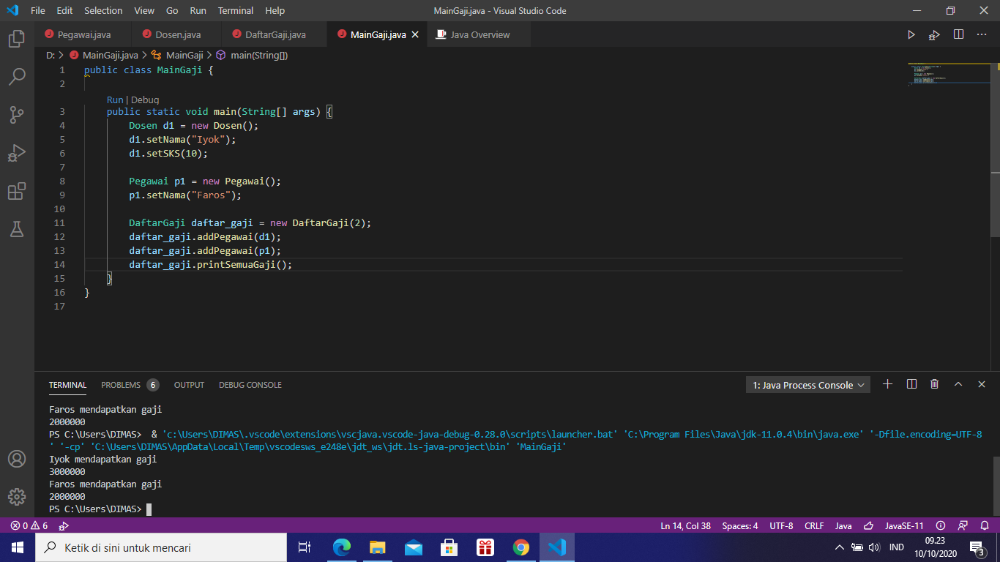 File Edit Selection View Go Run Terminal Help MainGaji.java - Visual Studio Code
Pegawai.java Dosen.java DaftarGaji.java MainGaji.java Java Overview
D: > MainGaji.java > MainGaji > main(String[])
1 public class MainGaji {
2
Run | Debug
3 public static void main(String[] args) {
4 Dosen d1 = new Dosen();
5 d1.setNama("Iyok");
6 d1.setSKS(10);
7
8 Pegawai p1 = new Pegawai();
9 p1.setNama("Faros");
10
11 DaftarGaji daftar_gaji = new DaftarGaji(2);
12 daftar_gaji.addPegawai(d1);
13 daftar_gaji.addPegawai(p1);
14 daftar_gaji.printSemuaGaji();
15 }
16 }
17
TERMINAL PROBLEMS 6 OUTPUT DEBUG CONSOLE 1: Java Process Console
Faros mendapatkan gaji
2000000
PS C:\Users\DIMAS> & 'c:\Users\DIMAS\.vscode\extensions\vscjava.vscode-java-debug-0.28.0\scripts\launcher.bat' 'C:\Program Files\Java\jdk-11.0.4\bin\java.exe' '-Dfile.encoding=UTF-8
' '-cp' 'C:\Users\DIMAS\AppData\Local\Temp\vscodesws_e248e\jdt_ws\jdt.ls-java-project\bin' 'MainGaji'
Iyok mendapatkan gaji
3000000
Faros mendapatkan gaji
2000000
PS C:\Users\DIMAS>
0 6 Ln 14, Col 38 Spaces: 4 UTF-8 CRLF Java JavaSE-11
Ketik di sini untuk mencari IND 09.23
10/10/2020 3